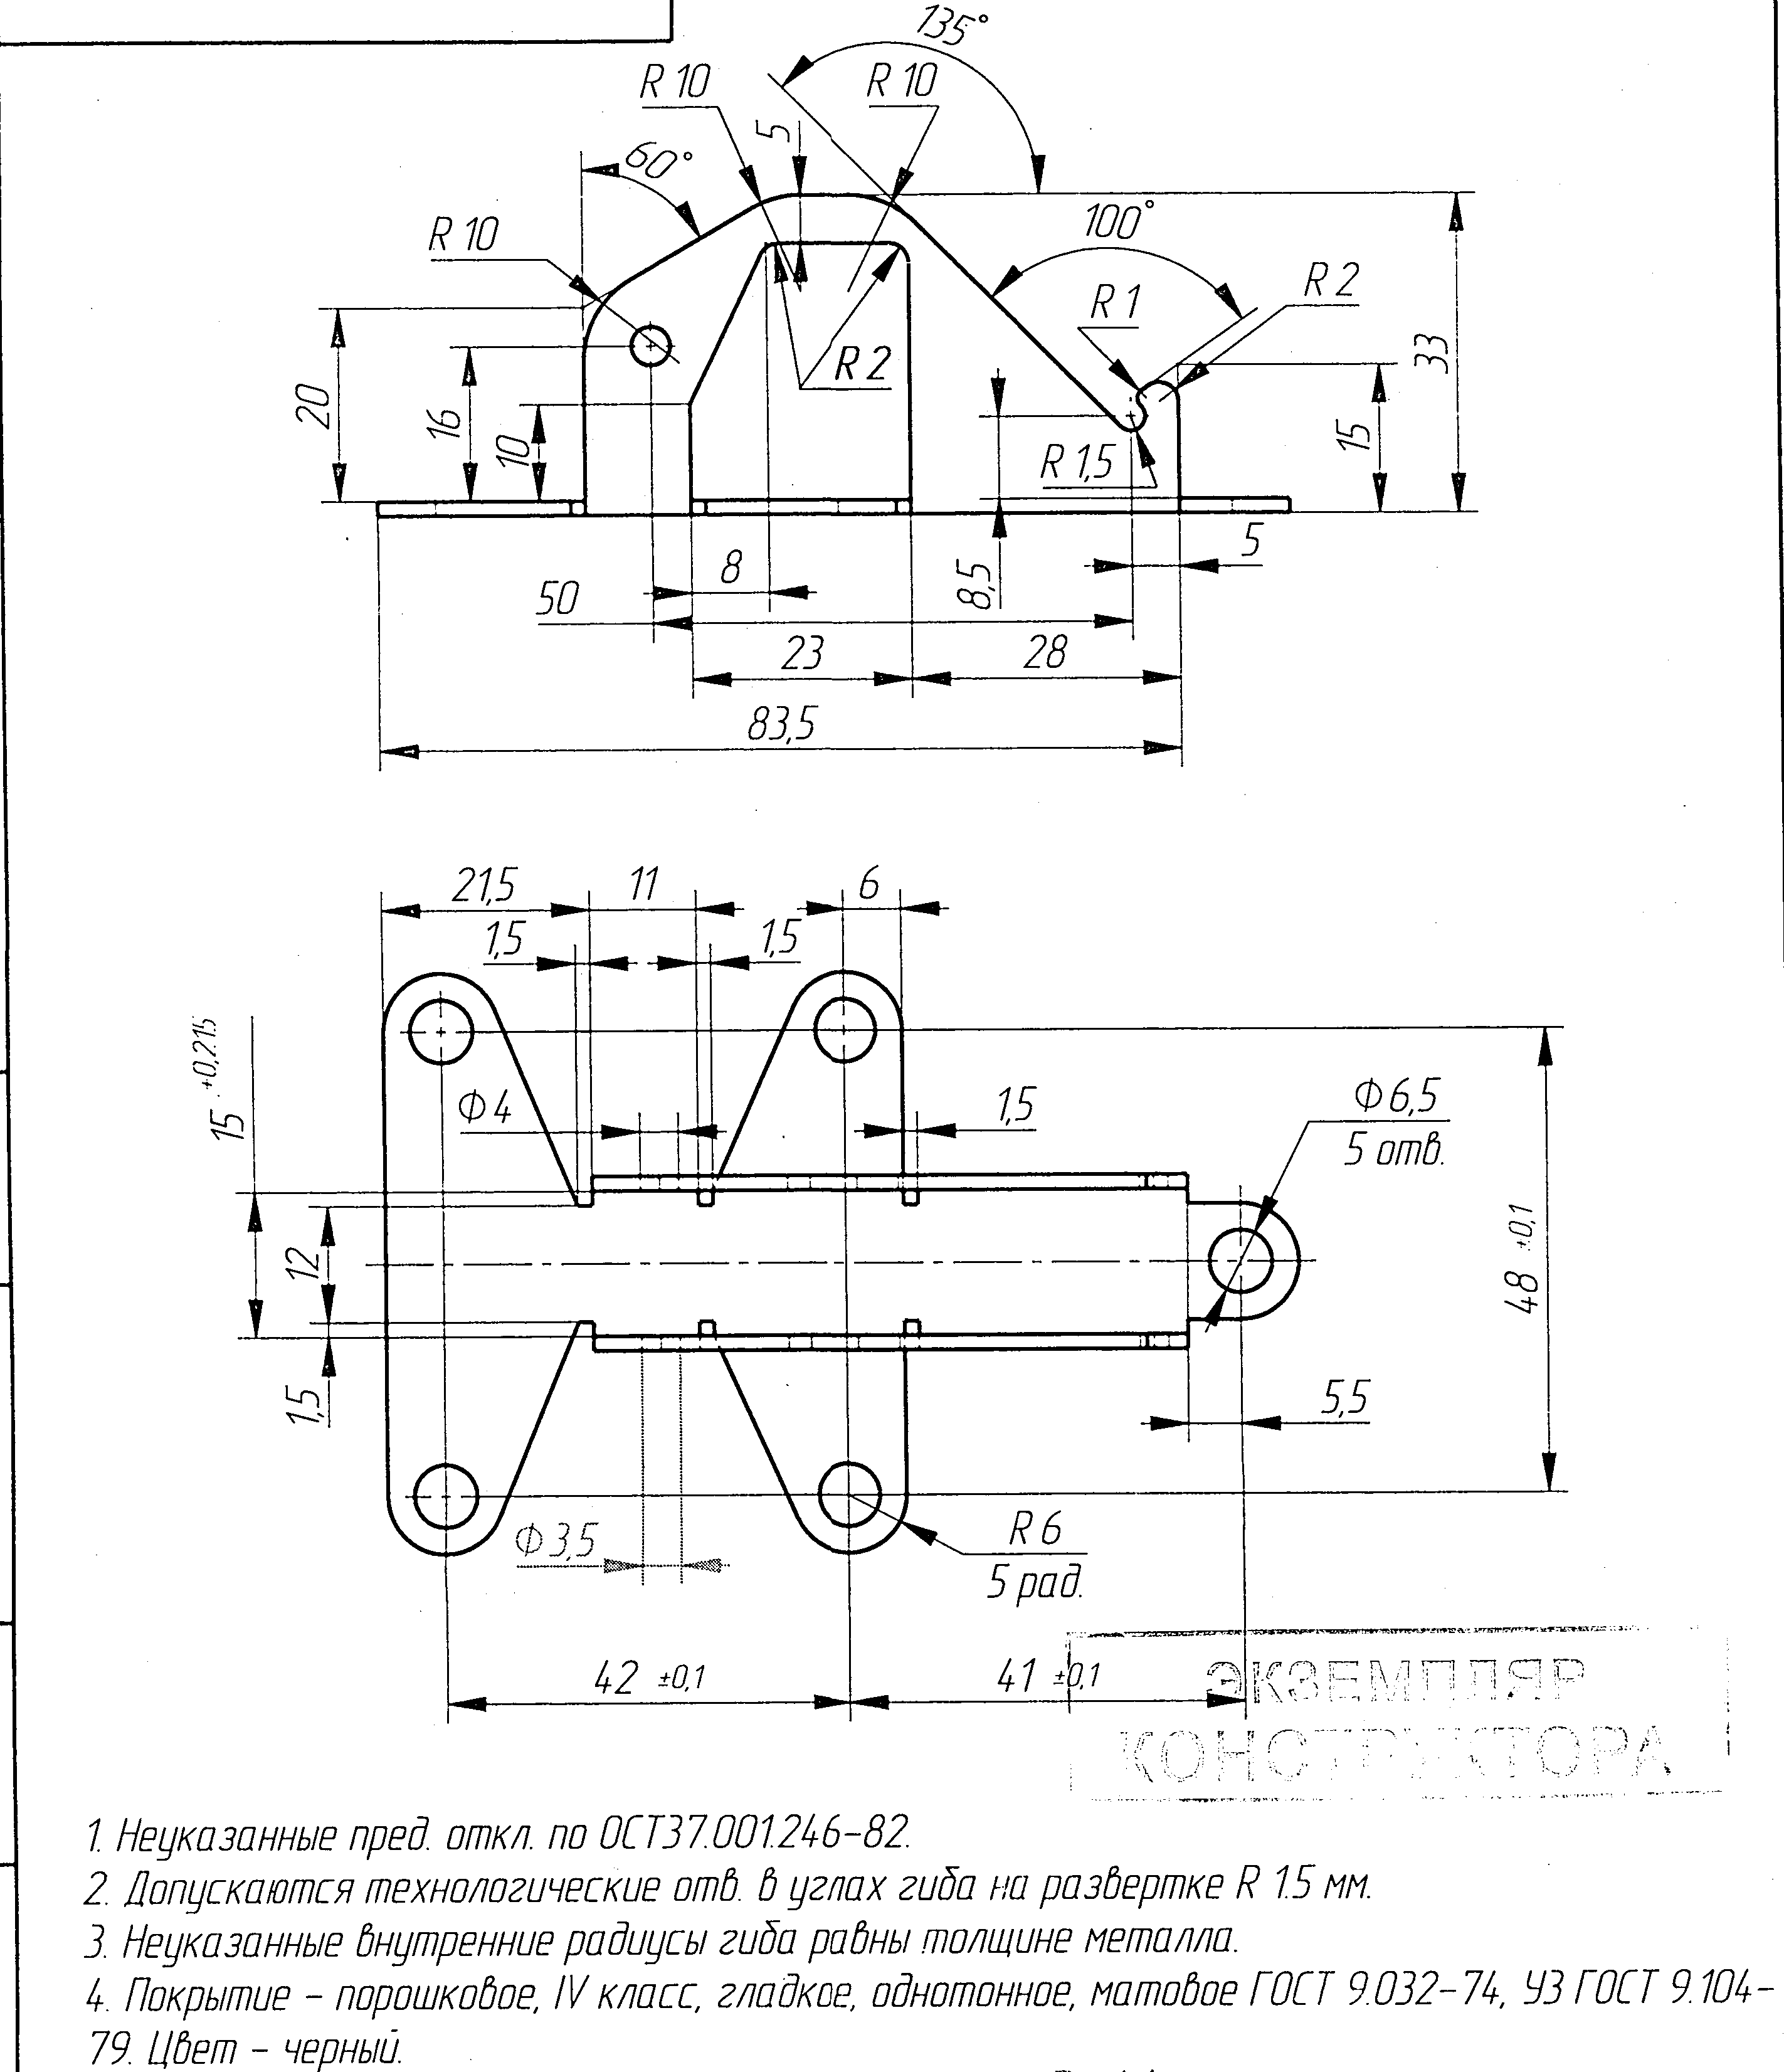 135°
R 10
R 10
5
60°
R 10
100°
R 1
R 2
R 2
33
20
16
10
15
R 1,5
5
8
8,5
50
23
28
83,5
21,5
11
6
1,5
1,5
15 +0,215
Ф4
1,5
Ф6,5
5 отв.
12
48 ±0,1
1,5
5,5
Ф3,5
R 6
5 рад.
42 ±0,1
41 ±0,1
ЭКЗЕМПЛЯР
КОНСТРУКТОРА
1. Неуказанные пред. откл. по ОСТ37.001.246-82.
2. Допускаются технологические отв. в углах гиба на развертке R 1.5 мм.
3. Неуказанные внутренние радиусы гиба равны толщине металла.
4. Покрытие - порошковое, IV класс, гладкое, однотонное, матовое ГОСТ 9.032-74, УЗ ГОСТ 9.104-
79. Цвет - черный.